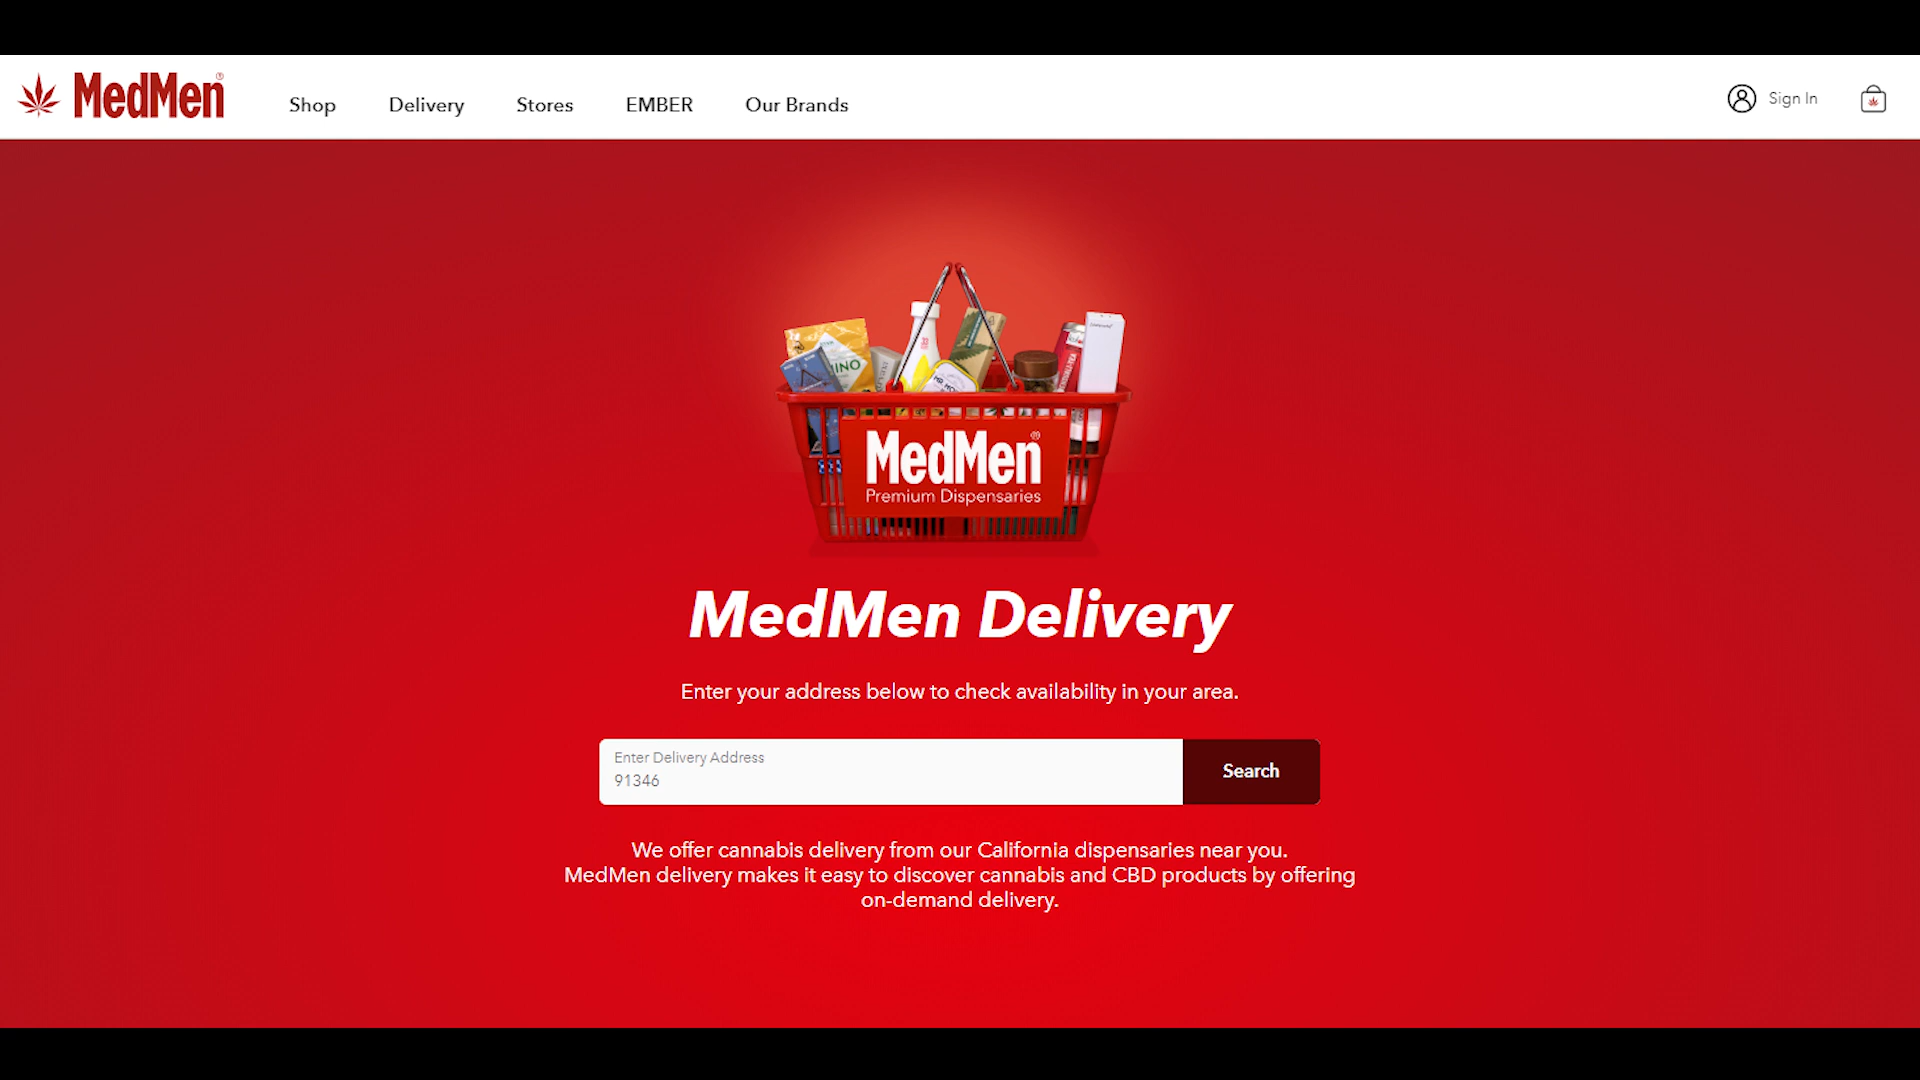 MedMen®
Shop
Delivery
Stores
EMBER
Our Brands
Sign In
MedMen®
Premium Dispensaries
MedMen Delivery
Enter your address below to check availability in your area.
Enter Delivery Address
91346
Search
We offer cannabis delivery from our California dispensaries near you.
MedMen delivery makes it easy to discover cannabis and CBD products by offering
on-demand delivery.